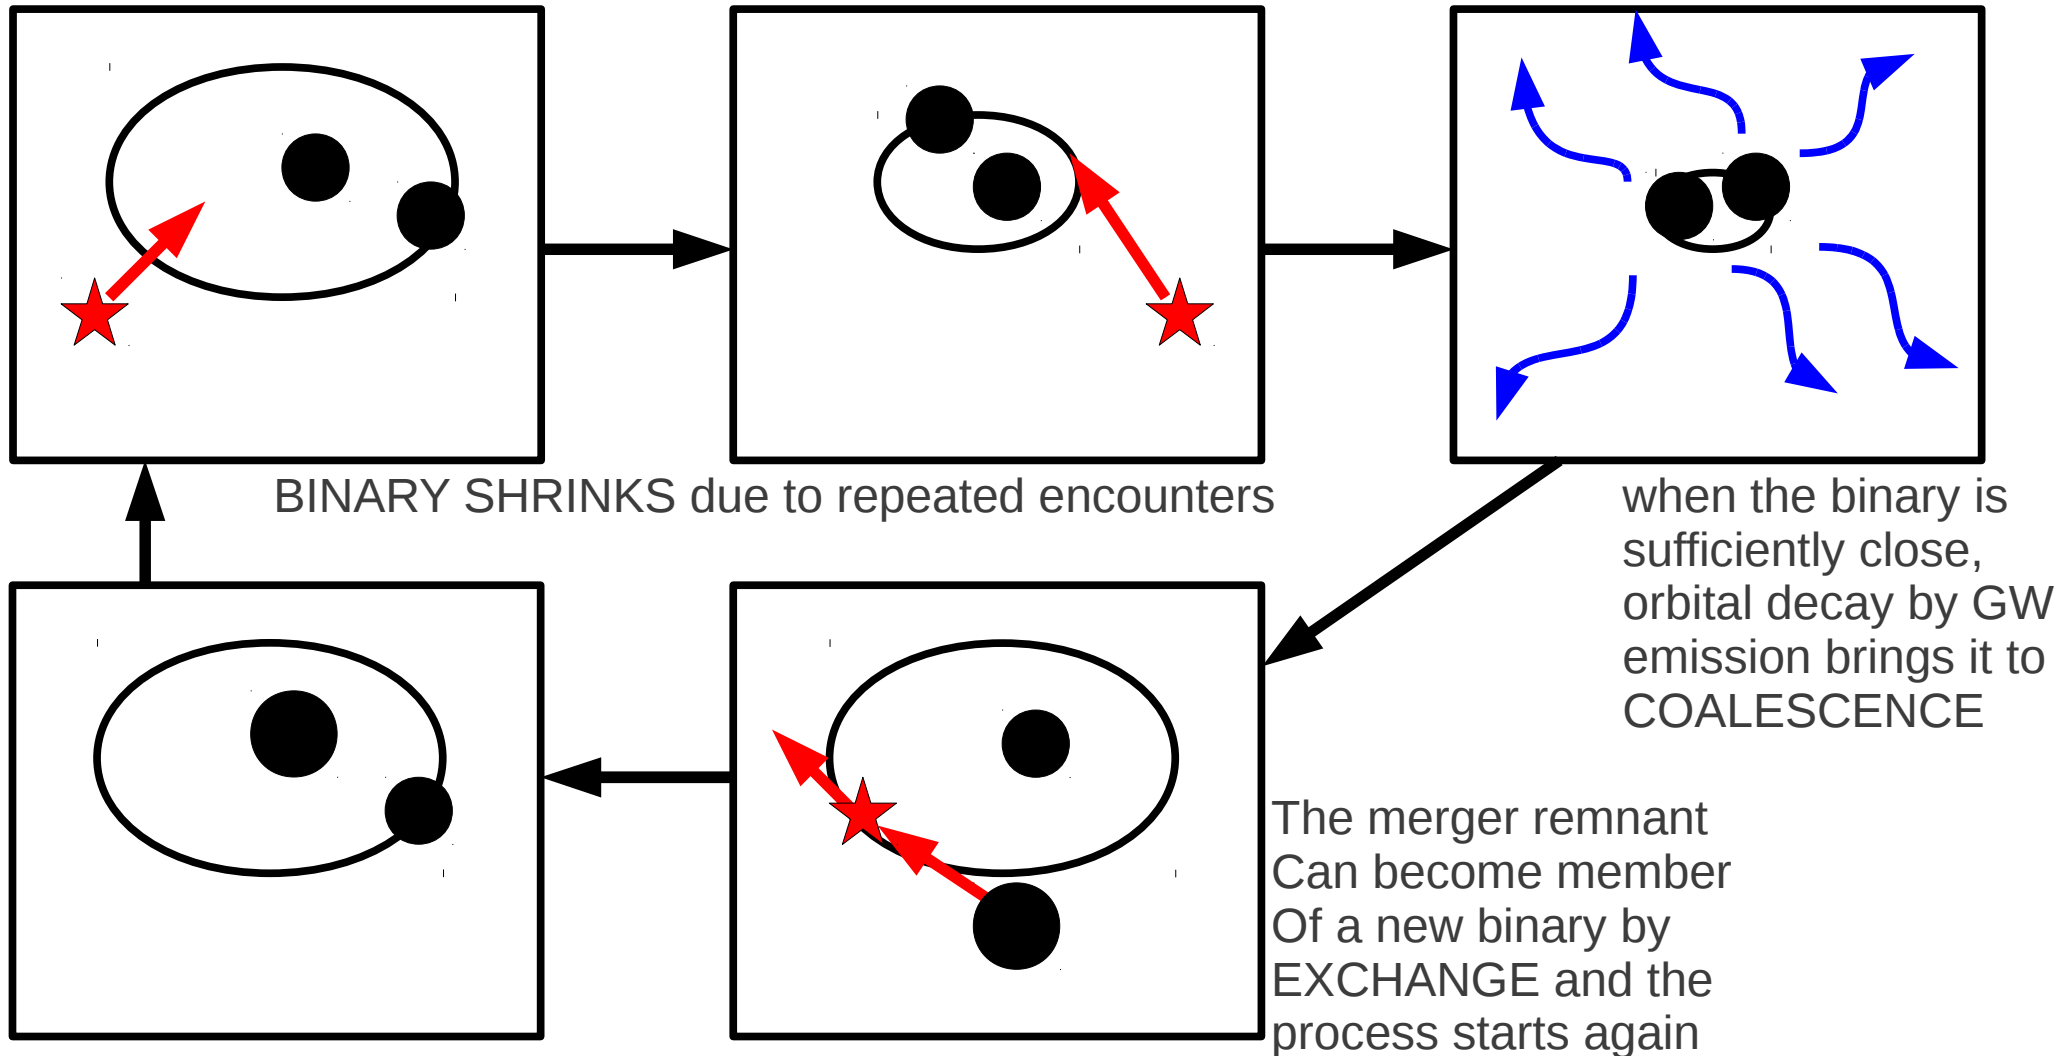 BINARY SHRINKS due to repeated encounters
when the binary is
sufficiently close,
orbital decay by GW
emission brings it to
COALESCENCE
The merger remnant
Can become member
Of a new binary by
EXCHANGE and the
process starts again